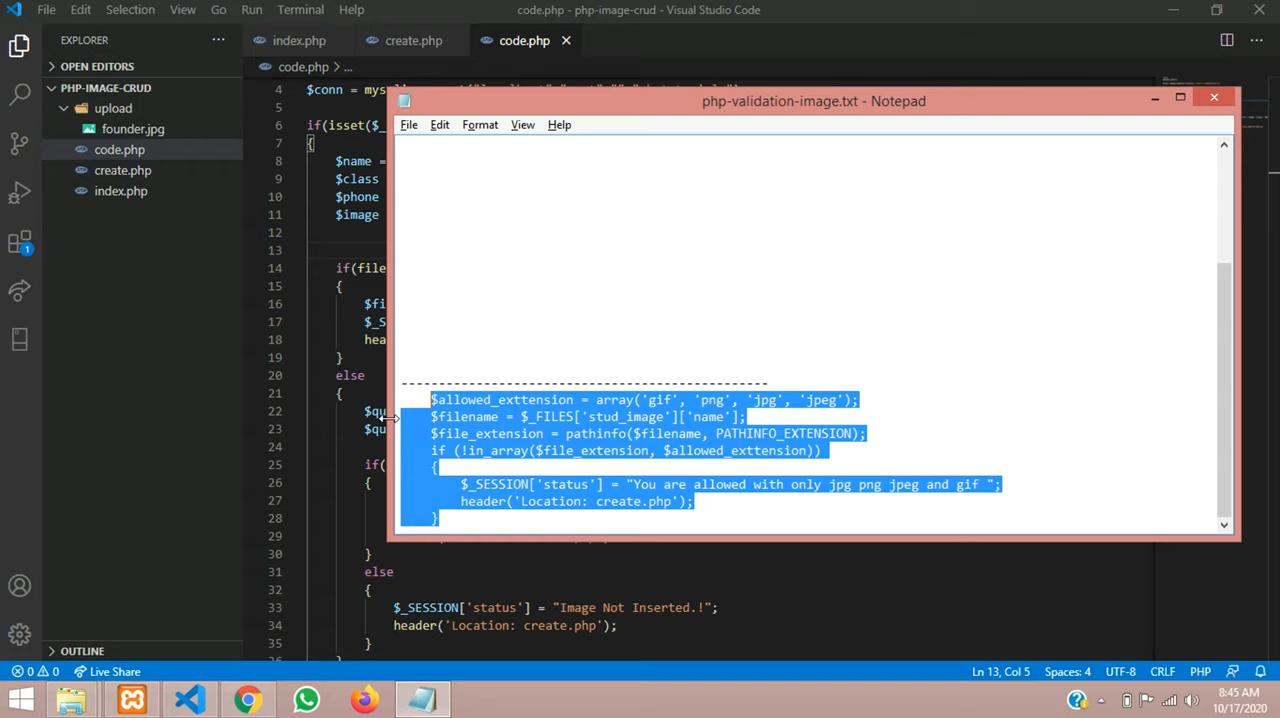 File Edit Selection View Go Run Terminal Help code.php - php-image-crud - Visual Studio Code
EXPLORER
index.php create.php code.php
OPEN EDITORS
code.php > ...
PHP-IMAGE-CRUD
upload
founder.jpg
code.php
create.php
index.php
4 $conn = mys
5
6 if(isset($_
7 {
8 $name =
9 $class
10 $phone
11 $image
12
13
14 if(file
15 {
16 $fi
17 $_S
18 hea
19 }
20 else
21 {
22 $qu
23 $qu
24
25 if(
26 {
27
28
29
30 }
31 else
32 {
33 $_SESSION['status'] = "Image Not Inserted.!";
34 header('Location: create.php');
35 }
php-validation-image.txt - Notepad
File Edit Format View Help
-------------------------------------------------
$allowed_exttension = array('gif', 'png', 'jpg', 'jpeg');
$filename = $_FILES['stud_image']['name'];
$file_extension = pathinfo($filename, PATHINFO_EXTENSION);
if (!in_array($file_extension, $allowed_exttension))
{
$_SESSION['status'] = "You are allowed with only jpg png jpeg and gif ";
header('Location: create.php');
}
1
OUTLINE
0 0 Live Share Ln 13, Col 5 Spaces: 4 UTF-8 CRLF PHP
8:45 AM
10/17/2020